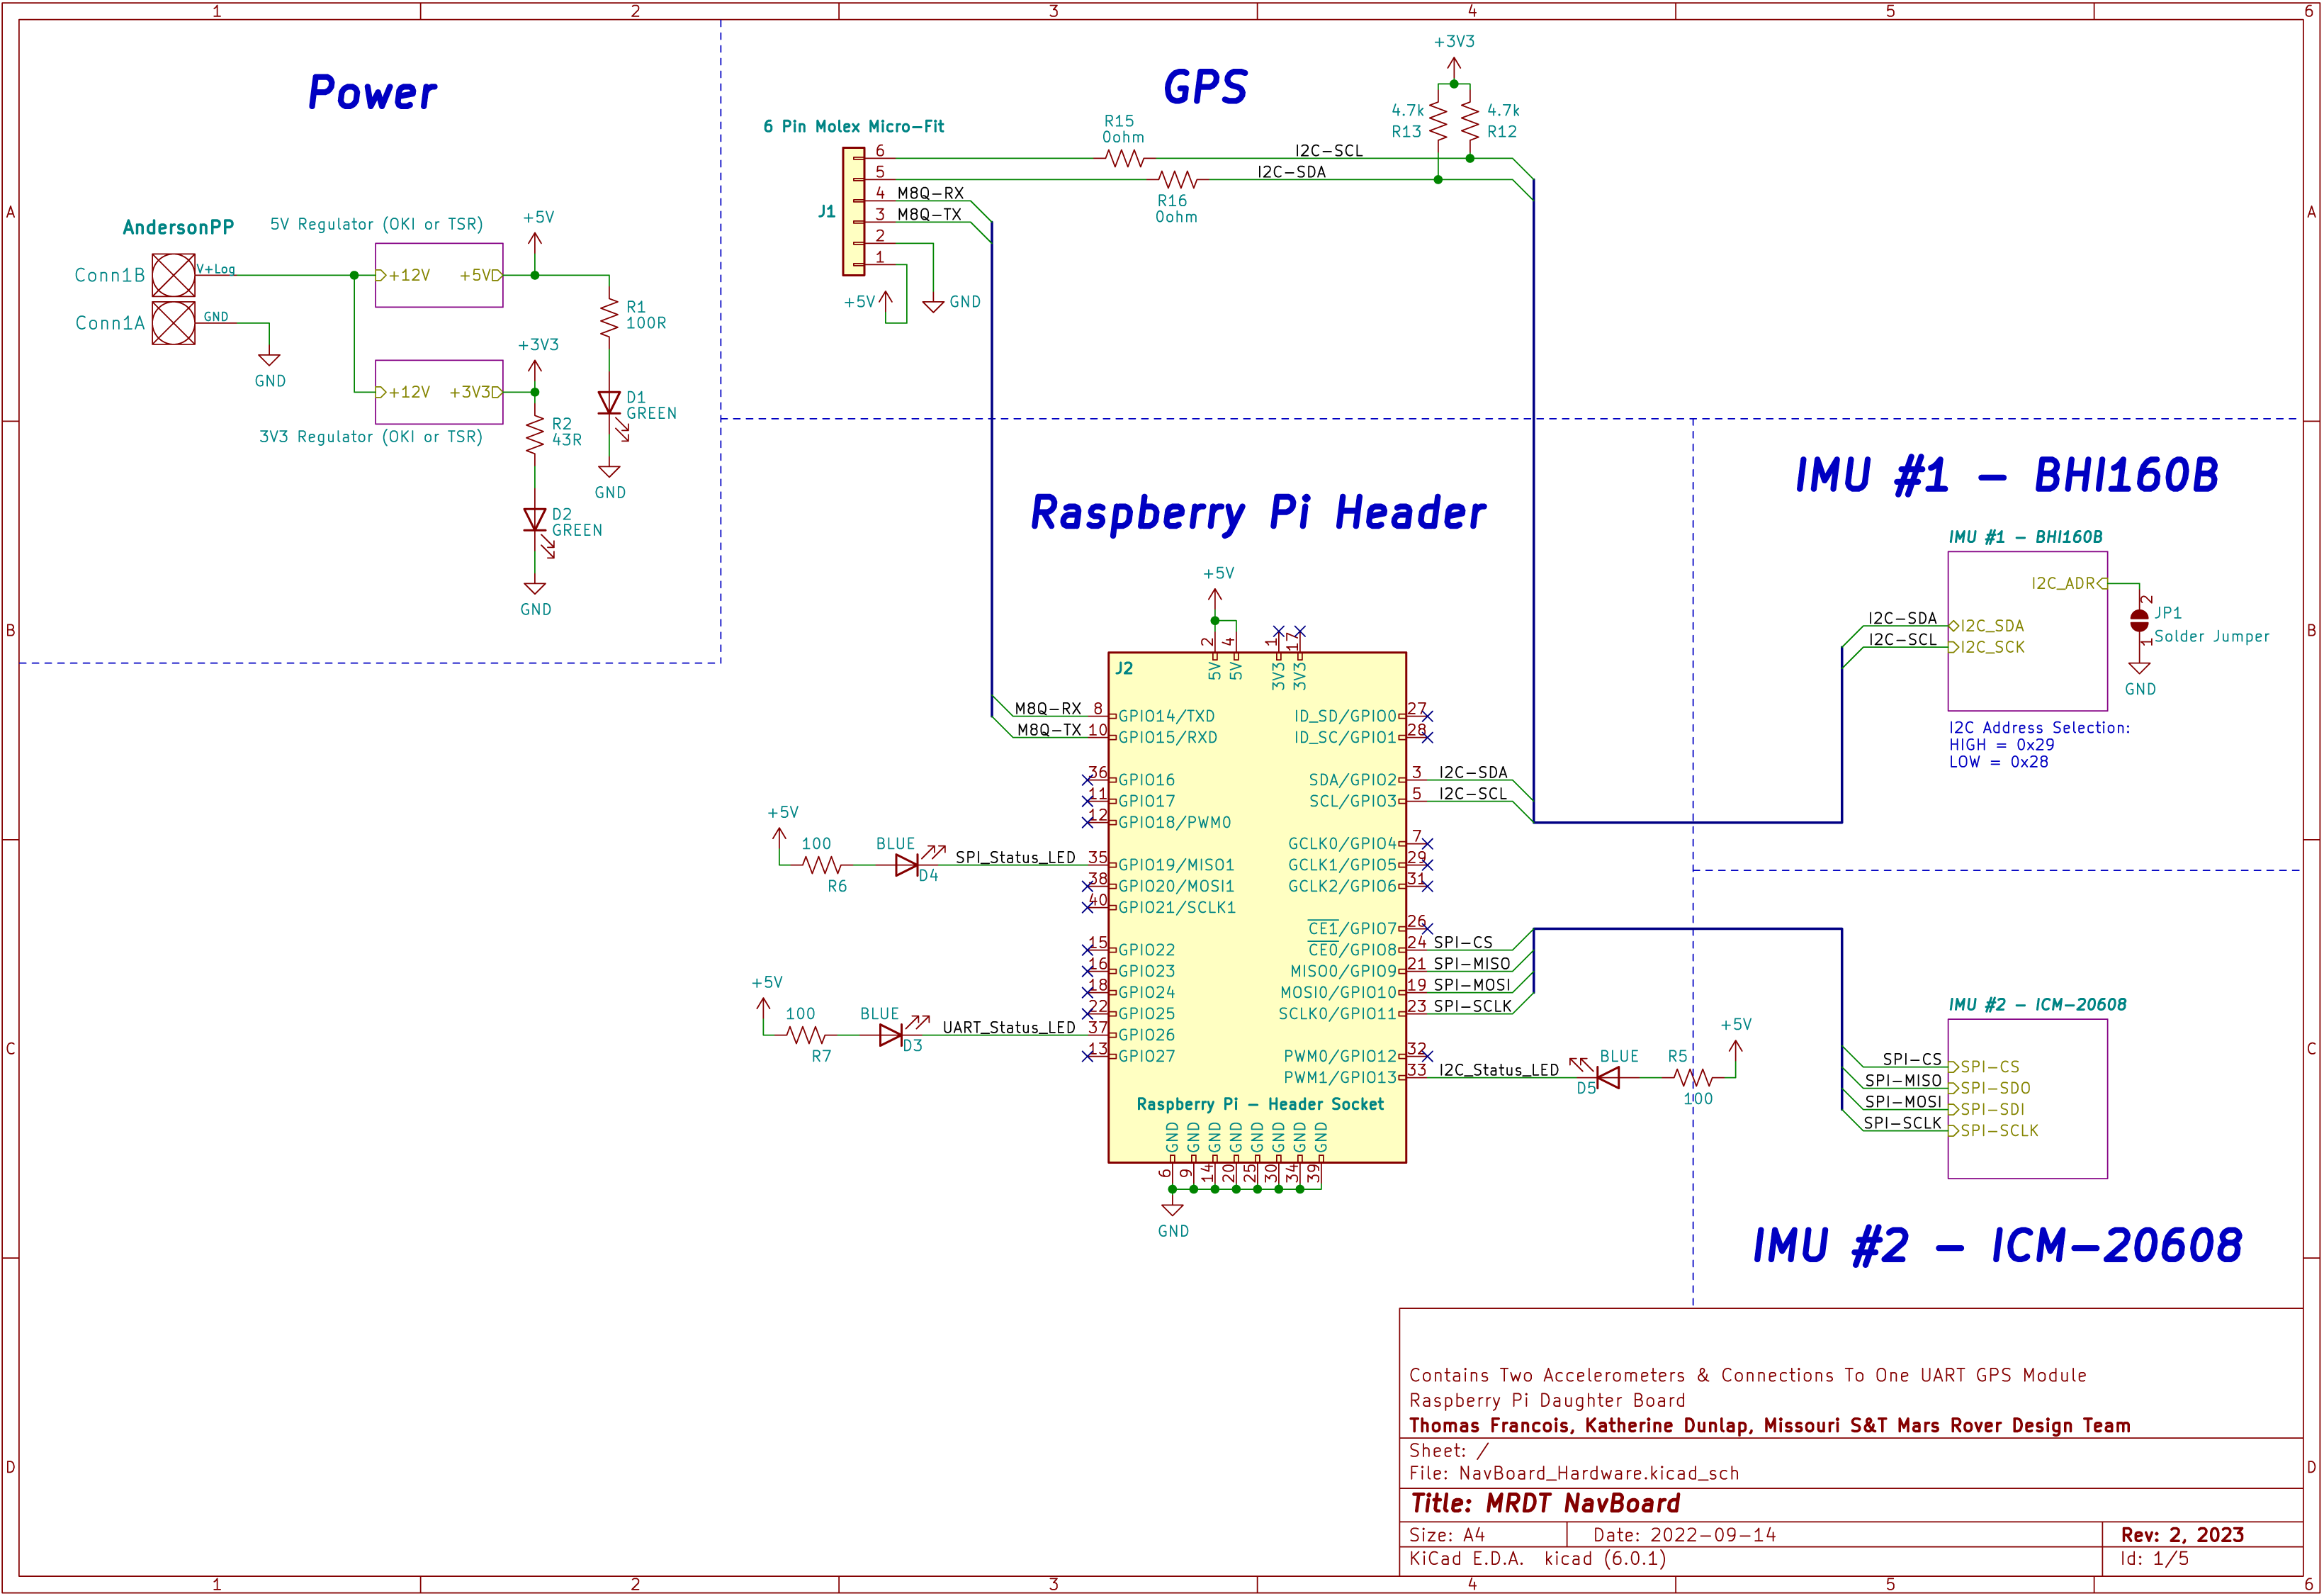 1 2 3 4 5 6
A
B
C
D
A
B
C
D
1 2 3 4 5 6
Power
AndersonPP
Conn1B
V+Log
Conn1A
GND
GND
5V Regulator (OKI or TSR)
+12V
+5V
+5V
R1
100R
D1
GREEN
GND
+3V3
+12V
+3V3
3V3 Regulator (OKI or TSR)
R2
43R
D2
GREEN
GND
GPS
6 Pin Molex Micro-Fit
J1
6
5
4
3
2
1
M8Q-RX
M8Q-TX
+5V
GND
R15
0ohm
R16
0ohm
I2C-SCL
I2C-SDA
+3V3
4.7k
R13
4.7k
R12
Raspberry Pi Header
+5V
2 4 1 17
5V 5V 3V3 3V3
J2
M8Q-RX 8 GPIO14/TXD
M8Q-TX 10 GPIO15/RXD
36 GPIO16
11 GPIO17
12 GPIO18/PWM0
+5V
100
R6
BLUE
D4
SPI_Status_LED 35 GPIO19/MISO1
38 GPIO20/MOSI1
40 GPIO21/SCLK1
15 GPIO22
16 GPIO23
18 GPIO24
22 GPIO25
+5V
100
R7
BLUE
D3
UART_Status_LED 37 GPIO26
13 GPIO27
ID_SD/GPIO0 27
ID_SC/GPIO1 28
SDA/GPIO2 3 I2C-SDA
SCL/GPIO3 5 I2C-SCL
GCLK0/GPIO4 7
GCLK1/GPIO5 29
GCLK2/GPIO6 31
CE1/GPIO7 26
CE0/GPIO8 24 SPI-CS
MISO0/GPIO9 21 SPI-MISO
MOSI0/GPIO10 19 SPI-MOSI
SCLK0/GPIO11 23 SPI-SCLK
PWM0/GPIO12 32
PWM1/GPIO13 33 I2C_Status_LED
BLUE
D5
R5
100
+5V
Raspberry Pi - Header Socket
GND GND GND GND GND GND GND GND
6 9 14 20 25 30 34 39
GND
IMU #1 - BHI160B
IMU #1 - BHI160B
I2C_ADR
I2C-SDA I2C_SDA
I2C-SCL I2C_SCK
2
JP1
Solder Jumper
1
GND
I2C Address Selection:
HIGH = 0x29
LOW = 0x28
IMU #2 - ICM-20608
SPI-CS SPI-CS
SPI-MISO SPI-SDO
SPI-MOSI SPI-SDI
SPI-SCLK SPI-SCLK
IMU #2 - ICM-20608
Contains Two Accelerometers & Connections To One UART GPS Module
Raspberry Pi Daughter Board
Thomas Francois, Katherine Dunlap, Missouri S&T Mars Rover Design Team
Sheet: /
File: NavBoard_Hardware.kicad_sch
Title: MRDT NavBoard
Size: A4 Date: 2022-09-14 Rev: 2, 2023
KiCad E.D.A. kicad (6.0.1) Id: 1/5